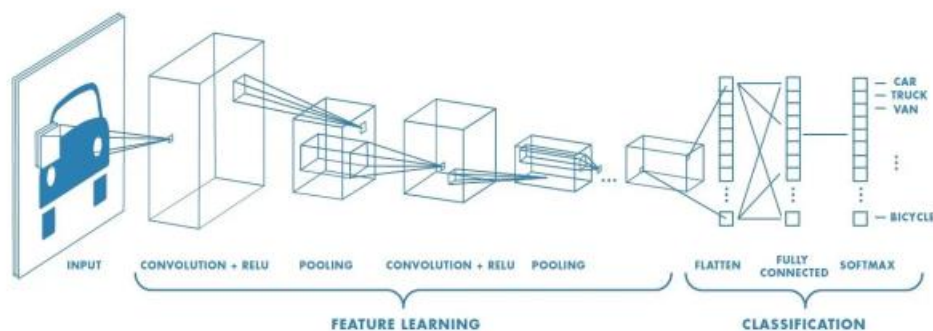 CAR
TRUCK
VAN
...
...
BICYCLE
INPUT
CONVOLUTION + RELU
POOLING
CONVOLUTION + RELU
POOLING
FLATTEN
FULLY
CONNECTED
SOFTMAX
FEATURE LEARNING
CLASSIFICATION